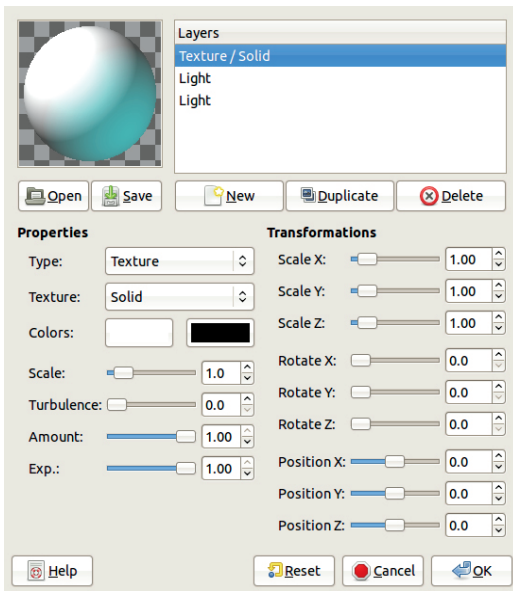 Layers
Texture / Solid
Light
Light
Open Save New Duplicate Delete
Properties Transformations
Type: Texture Scale X: 1.00
Texture: Solid Scale Y: 1.00
Colors: Scale Z: 1.00
Scale: 1.0 Rotate X: 0.0
Turbulence: 0.0 Rotate Y: 0.0
Amount: 1.00 Rotate Z: 0.0
Exp.: 1.00 Position X: 0.0
Position Y: 0.0
Position Z: 0.0
Help Reset Cancel OK